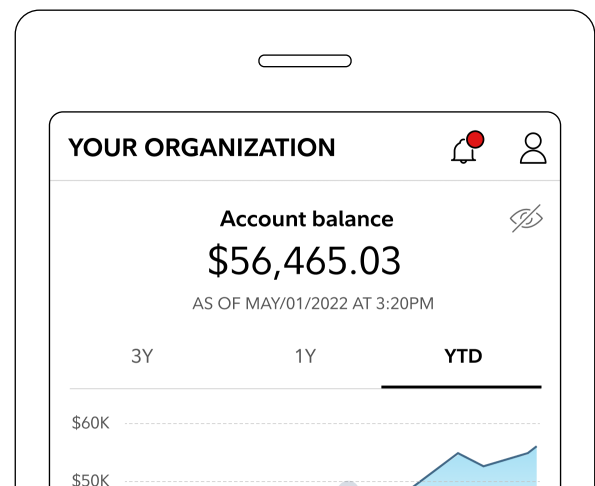 YOUR ORGANIZATION
Account balance
$56,465.03
AS OF MAY/01/2022 AT 3:20PM
3Y 1Y YTD
$60K
$50K